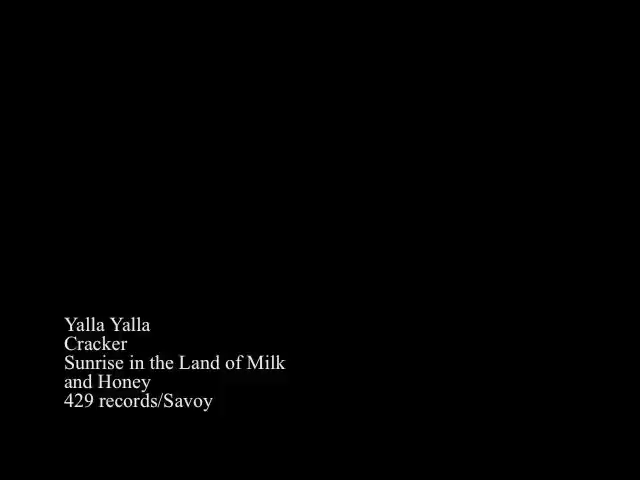 Yalla Yalla
Cracker
Sunrise in the Land of Milk
and Honey
429 records/Savoy